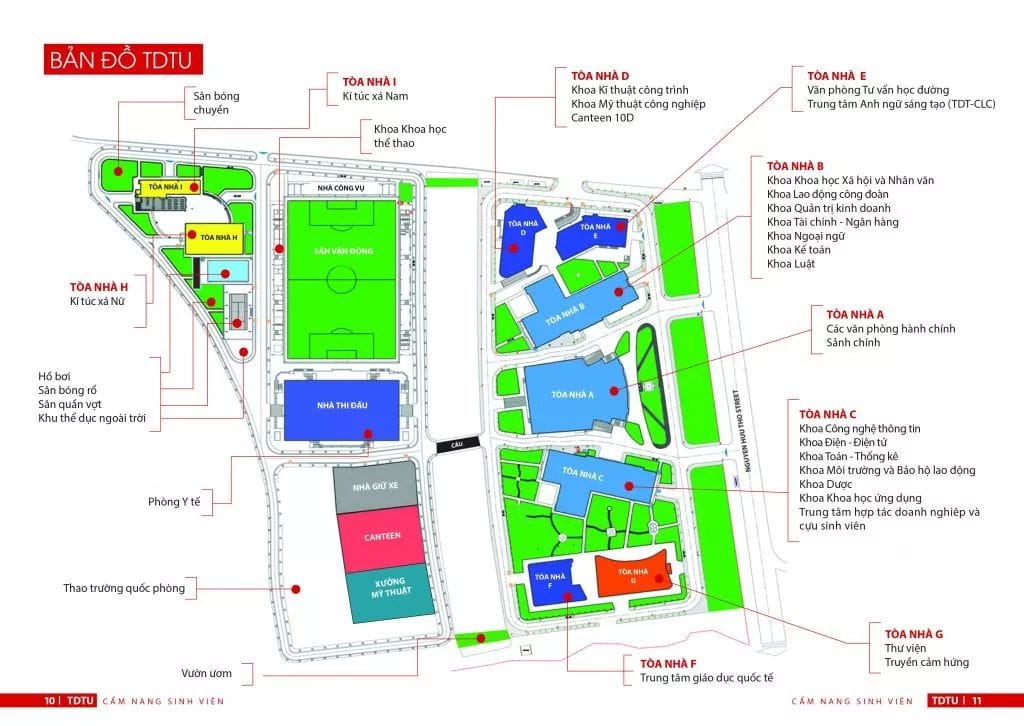 BẢN ĐỒ TDTU
TÒA NHÀ I
Kí túc xá Nam
Sân bóng
chuyền
Khoa Khoa học
thể thao
TÒA NHÀ D
Khoa Kĩ thuật công trình
Khoa Mỹ thuật công nghiệp
Canteen 10D
TÒA NHÀ E
Văn phòng Tư vấn học đường
Trung tâm Anh ngữ sáng tạo (TDT-CLC)
TÒA NHÀ B
Khoa Khoa học Xã hội và Nhân văn
Khoa Lao động công đoàn
Khoa Quản trị kinh doanh
Khoa Tài chính - Ngân hàng
Khoa Ngoại ngữ
Khoa Kế toán
Khoa Luật
TÒA NHÀ I
NHÀ CÔNG VỤ
TÒA NHÀ H
SÂN VẬN ĐỘNG
TÒA NHÀ
D
TÒA NHÀ
E
TÒA NHÀ B
TÒA NHÀ H
Kí túc xá Nữ
TÒA NHÀ A
Các văn phòng hành chính
Sảnh chính
Hồ bơi
Sân bóng rổ
Sân quần vợt
Khu thể dục ngoài trời
NHÀ THI ĐẤU
TÒA NHÀ A
NGUYEN HUU THO STREET
CẦU
TÒA NHÀ C
Khoa Công nghệ thông tin
Khoa Điện - Điện tử
Khoa Toán - Thống kê
Khoa Môi trường và Bảo hộ lao động
Khoa Dược
Khoa Khoa học ứng dụng
Trung tâm hợp tác doanh nghiệp và
cựu sinh viên
TÒA NHÀ C
Phòng Y tế
NHÀ GIỮ XE
CANTEEN
XƯỞNG
MỸ THUẬT
TÒA NHÀ
F
TÒA NHÀ
G
Thao trường quốc phòng
TÒA NHÀ G
Thư viện
Truyền cảm hứng
Vườn ươm
TÒA NHÀ F
Trung tâm giáo dục quốc tế
10 | TDTU CẨM NANG SINH VIÊN
CẨM NANG SINH VIÊN TDTU | 11